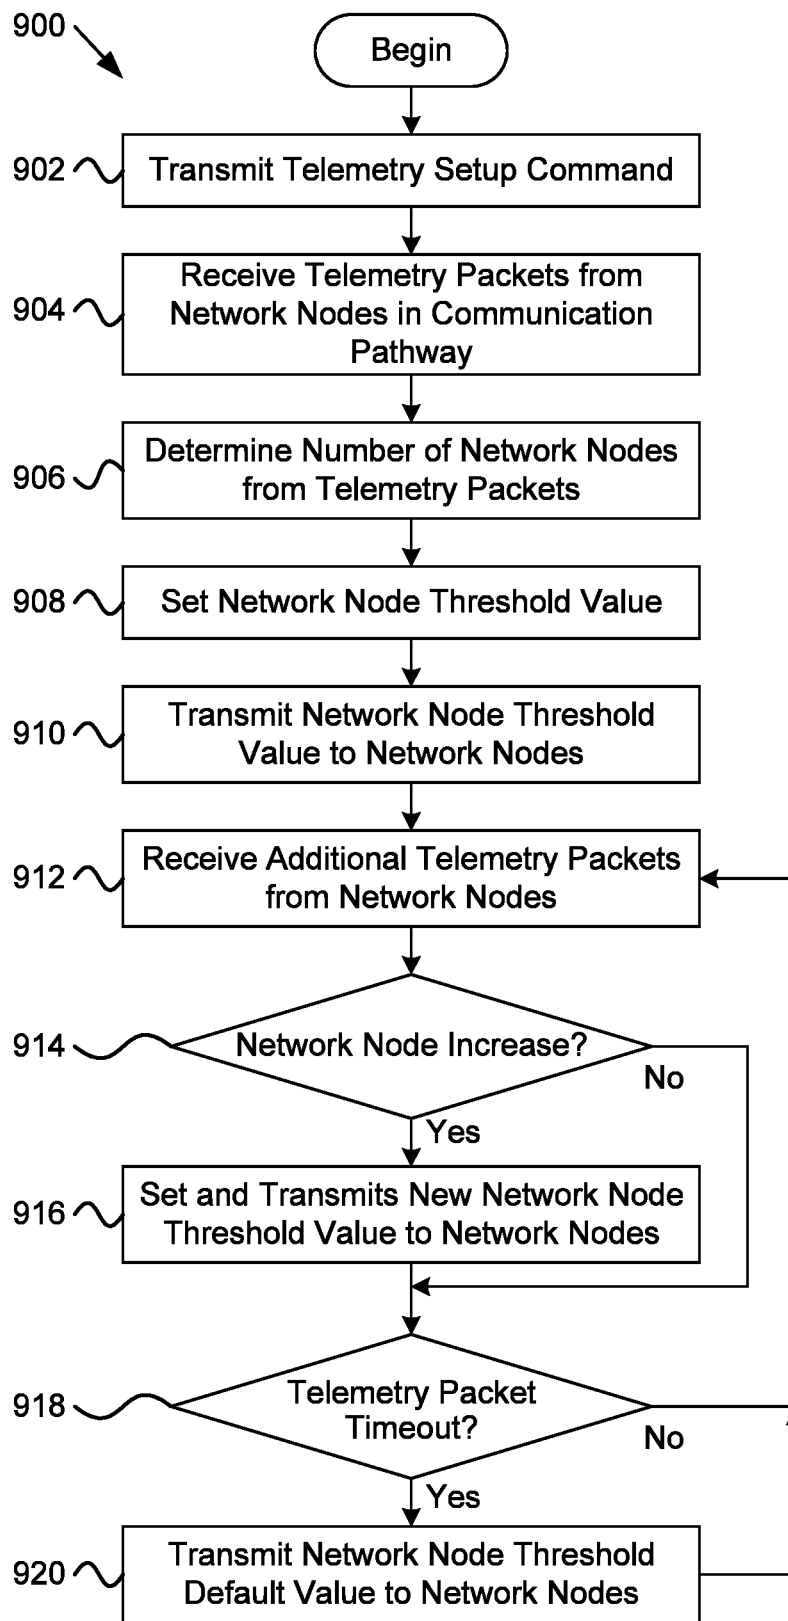 900
Begin
902
Transmit Telemetry Setup Command
904
Receive Telemetry Packets from
Network Nodes in Communication
Pathway
906
Determine Number of Network Nodes
from Telemetry Packets
908
Set Network Node Threshold Value
910
Transmit Network Node Threshold
Value to Network Nodes
912
Receive Additional Telemetry Packets
from Network Nodes
914
Network Node Increase?
No
Yes
916
Set and Transmits New Network Node
Threshold Value to Network Nodes
918
Telemetry Packet
Timeout?
No
Yes
920
Transmit Network Node Threshold
Default Value to Network Nodes